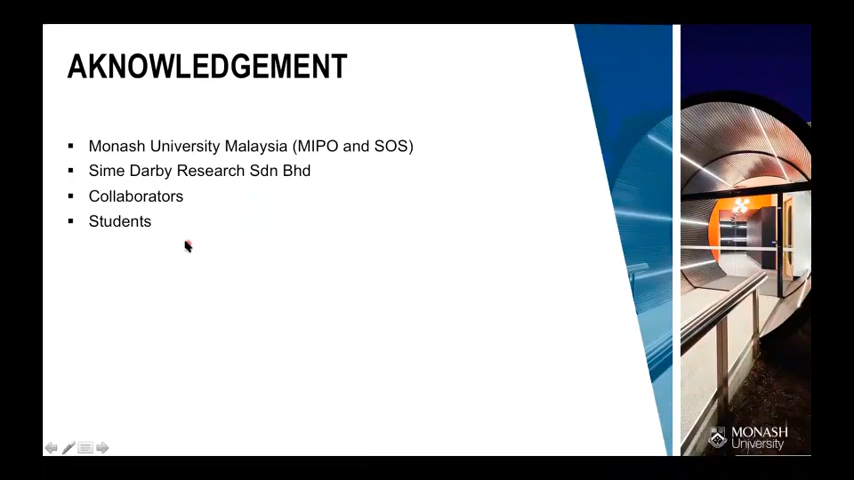 AKNOWLEDGEMENT
▪ Monash University Malaysia (MIPO and SOS)
▪ Sime Darby Research Sdn Bhd
▪ Collaborators
▪ Students
MONASH
University